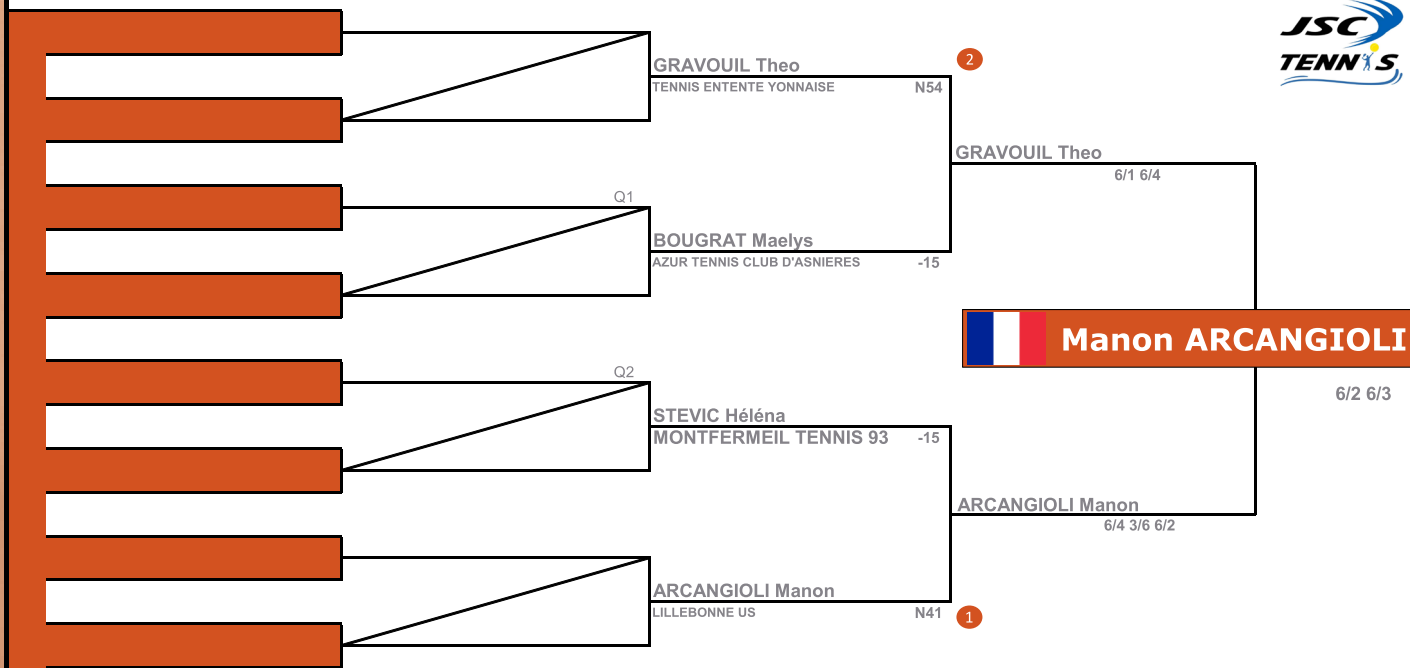 JSC
TENNIS
GRAVOUIL Theo
2
TENNIS ENTENTE YONNAISE N54
GRAVOUIL Theo
6/1 6/4
Q1
BOUGRAT Maelys
AZUR TENNIS CLUB D'ASNIERES -15
Manon ARCANGIOLI
6/2 6/3
Q2
STEVIC Héléna
MONTFERMEIL TENNIS 93 -15
ARCANGIOLI Manon
6/4 3/6 6/2
ARCANGIOLI Manon
LILLEBONNE US N41
1